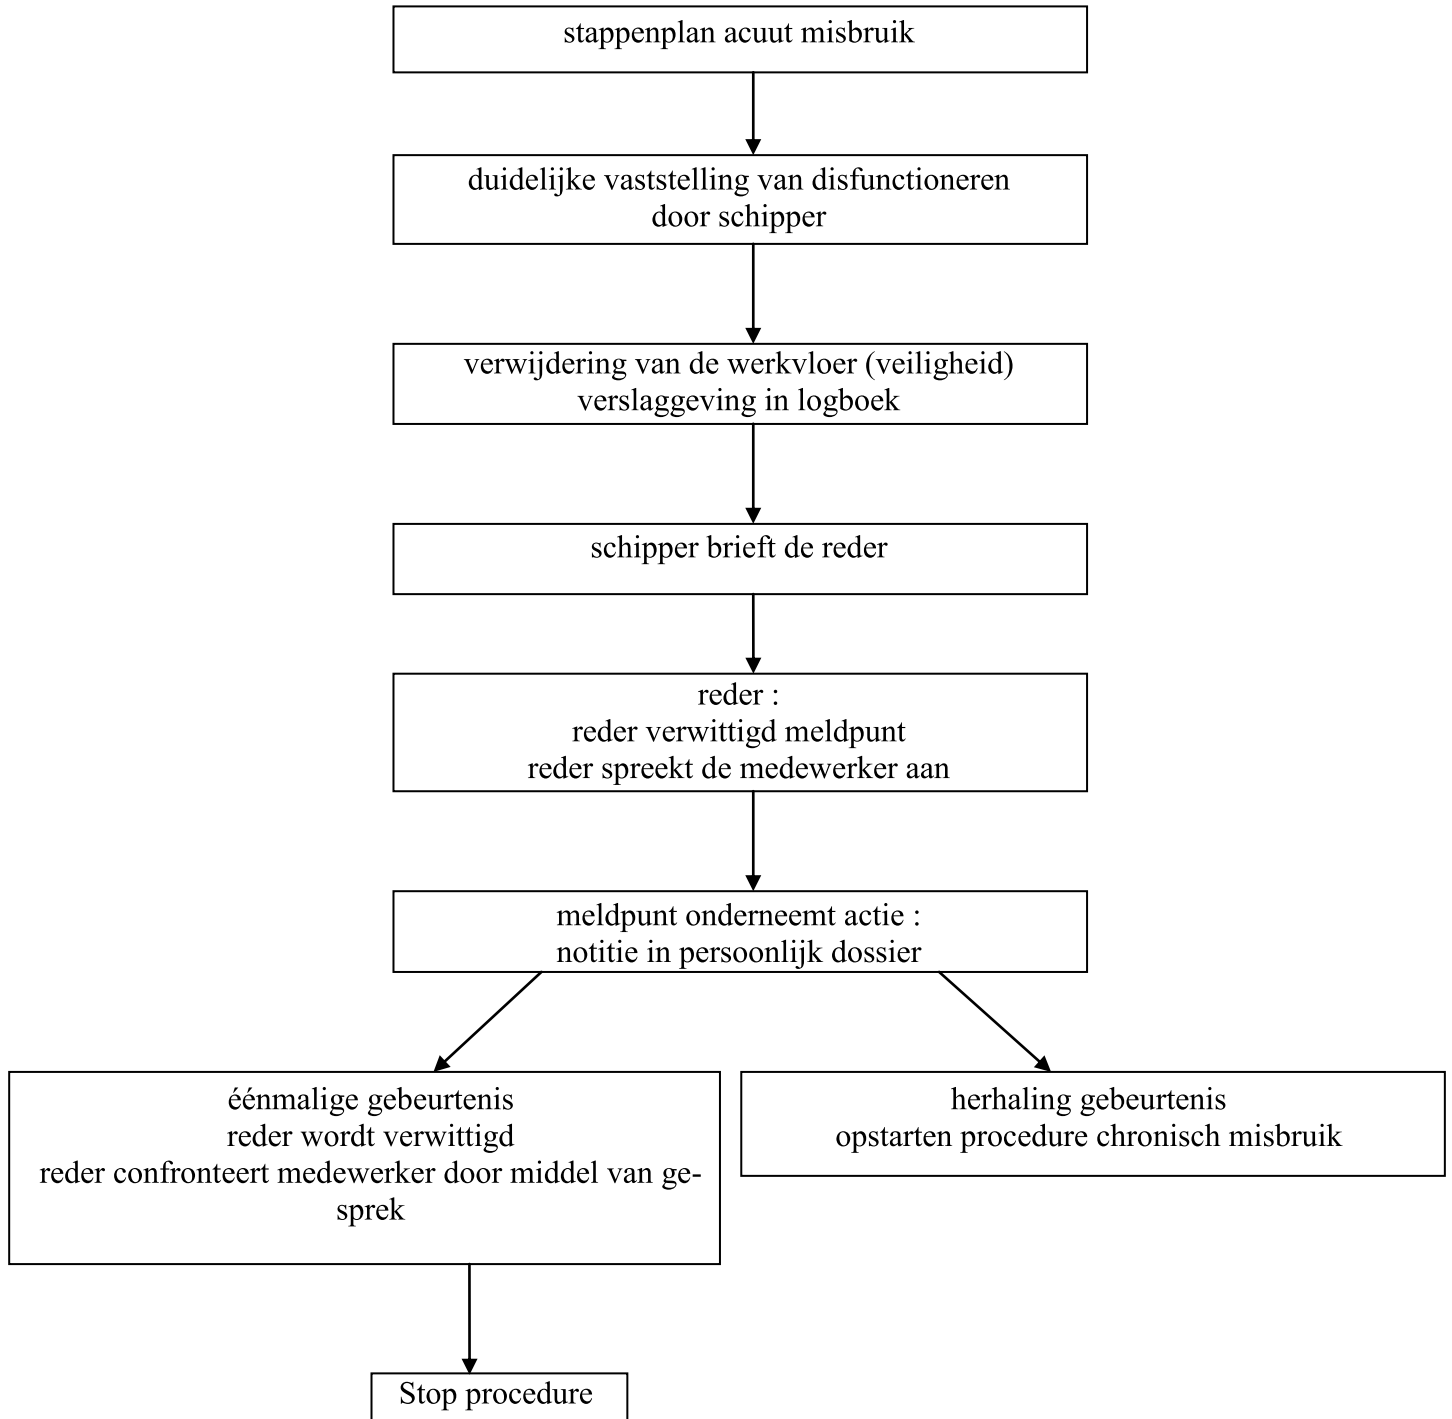 stappenplan acuut misbruik
duidelijke vaststelling van disfunctioneren
door schipper
verwijdering van de werkvloer (veiligheid)
verslaggeving in logboek
schipper brieft de reder
reder :
reder verwittigd meldpunt
reder spreekt de medewerker aan
meldpunt onderneemt actie :
notitie in persoonlijk dossier
éénmalige gebeurtenis
reder wordt verwittigd
reder confronteert medewerker door middel van ge-
sprek
herhaling gebeurtenis
opstarten procedure chronisch misbruik
Stop procedure